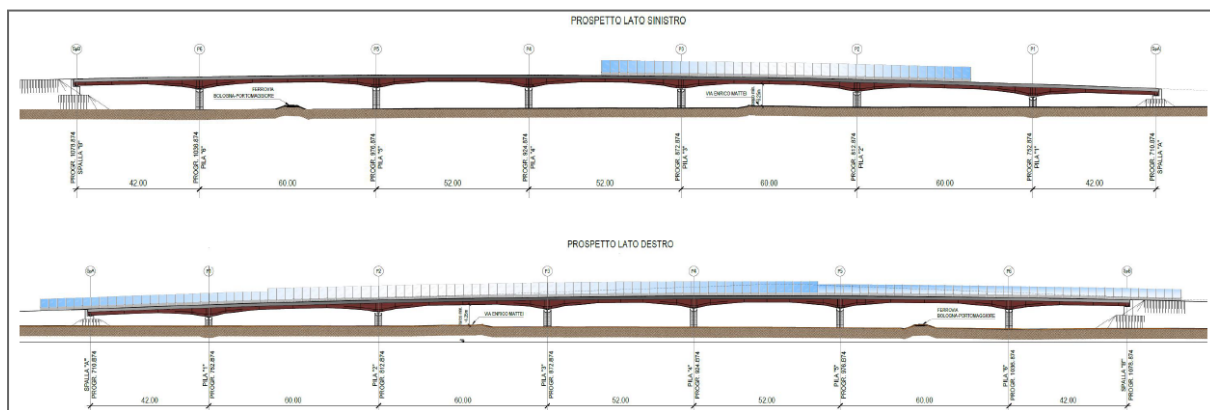 PROSPETTO LATO SINISTRO
SpB P6 P5 P4 P3 P2 P1 SpA
FERROVIA
BOLOGNA-PORTOMAGGIORE
VIA ENRICO MATTEI
PROGR. 1078.874
SPALLA "B"
PROGR. 1036.874
PILA "6"
PROGR. 976.874
PILA "5"
PROGR. 924.874
PILA "4"
PROGR. 872.874
PILA "3"
PROGR. 812.874
PILA "2"
PROGR. 752.874
PILA "1"
PROGR. 710.874
SPALLA "A"
42.00 60.00 52.00 52.00 60.00 60.00 42.00
PROSPETTO LATO DESTRO
SpA P1 P2 P3 P4 P5 P6 SpB
VIA ENRICO MATTEI
FERROVIA
BOLOGNA-PORTOMAGGIORE
SPALLA "A"
PROGR. 710.874
PILA "1"
PROGR. 752.874
PILA "2"
PROGR. 812.874
PILA "3"
PROGR. 872.874
PILA "4"
PROGR. 924.874
PILA "5"
PROGR. 976.874
PILA "6"
PROGR. 1036.874
SPALLA "B"
PROGR. 1078.874
42.00 60.00 60.00 52.00 52.00 60.00 42.00